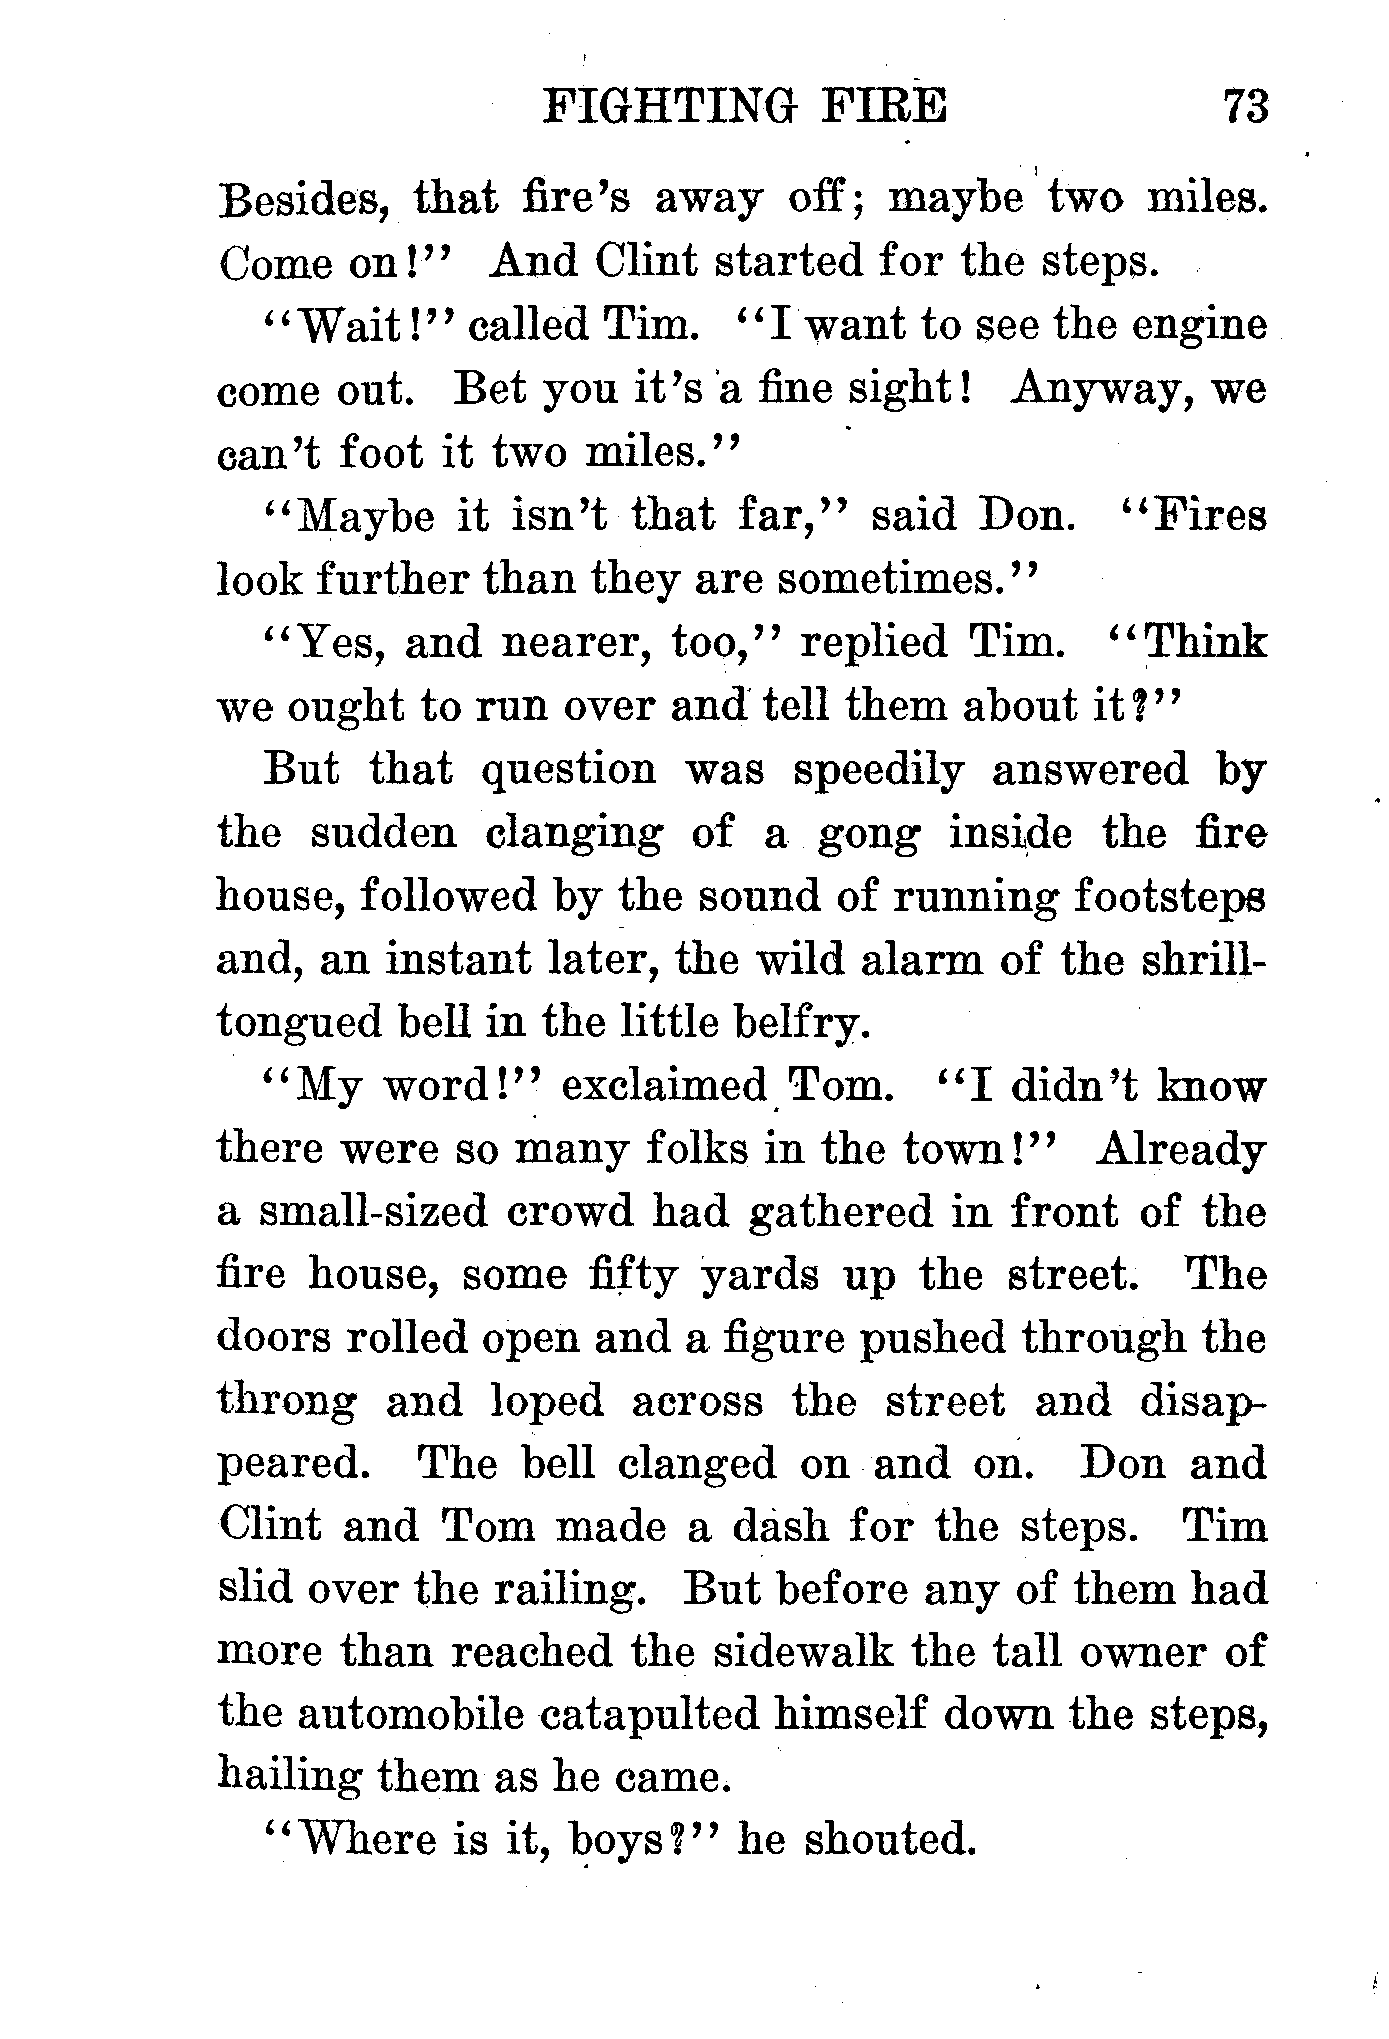 FIGHTING FIRE 73
Besides, that fire's away off; maybe two miles.
Come on!" And Clint started for the steps.
"Wait!" called Tim. "I want to see the engine
come out. Bet you it's a fine sight! Anyway, we
can't foot it two miles."
"Maybe it isn't that far," said Don. "Fires
look further than they are sometimes."
"Yes, and nearer, too," replied Tim. "Think
we ought to run over and tell them about it?"
But that question was speedily answered by
the sudden clanging of a gong inside the fire
house, followed by the sound of running footsteps
and, an instant later, the wild alarm of the shrill-
tongued bell in the little belfry.
"My word!" exclaimed Tom. "I didn't know
there were so many folks in the town!" Already
a small-sized crowd had gathered in front of the
fire house, some fifty yards up the street. The
doors rolled open and a figure pushed through the
throng and loped across the street and disap-
peared. The bell clanged on and on. Don and
Clint and Tom made a dash for the steps. Tim
slid over the railing. But before any of them had
more than reached the sidewalk the tall owner of
the automobile catapulted himself down the steps,
hailing them as he came.
"Where is it, boys?" he shouted.